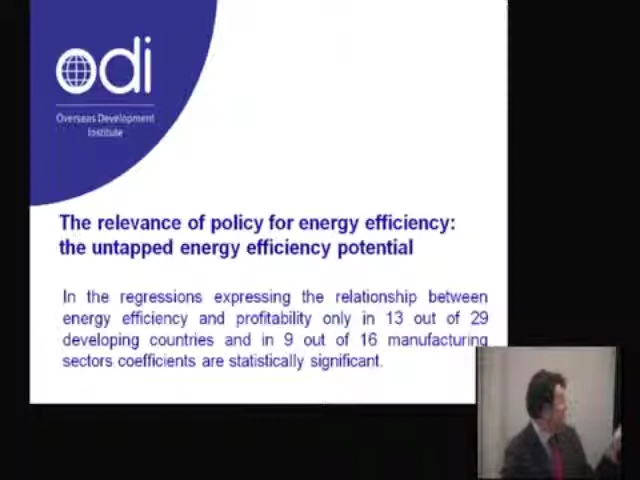 odi
Overseas Development
Institute
The relevance of policy for energy efficiency:
the untapped energy efficiency potential
In the regressions expressing the relationship between
energy efficiency and profitability only in 13 out of 29
developing countries and in 9 out of 16 manufacturing
sectors coefficients are statistically significant.